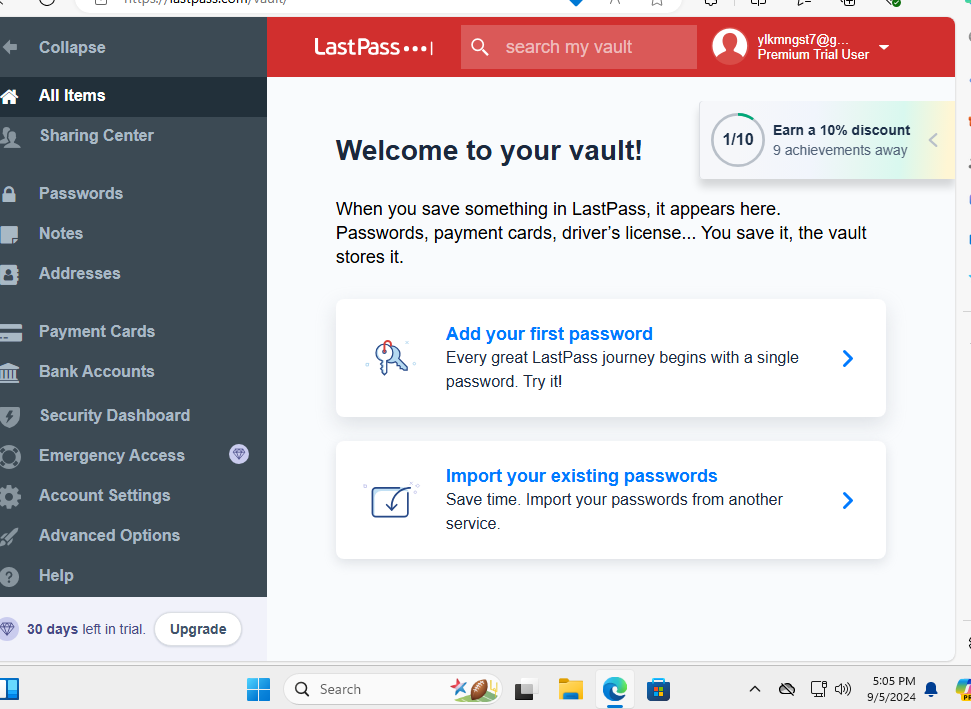 https://lastpass.com/vault/
Collapse
LastPass
search my vault
ylkmngst7@g...
Premium Trial User
All Items
Sharing Center
Passwords
Notes
Addresses
Payment Cards
Bank Accounts
Security Dashboard
Emergency Access
Account Settings
Advanced Options
Help
30 days left in trial.
Upgrade
1/10
Earn a 10% discount
9 achievements away
Welcome to your vault!
When you save something in LastPass, it appears here.
Passwords, payment cards, driver’s license... You save it, the vault
stores it.
Add your first password
Every great LastPass journey begins with a single
password. Try it!
Import your existing passwords
Save time. Import your passwords from another
service.
Search
5:05 PM
9/5/2024